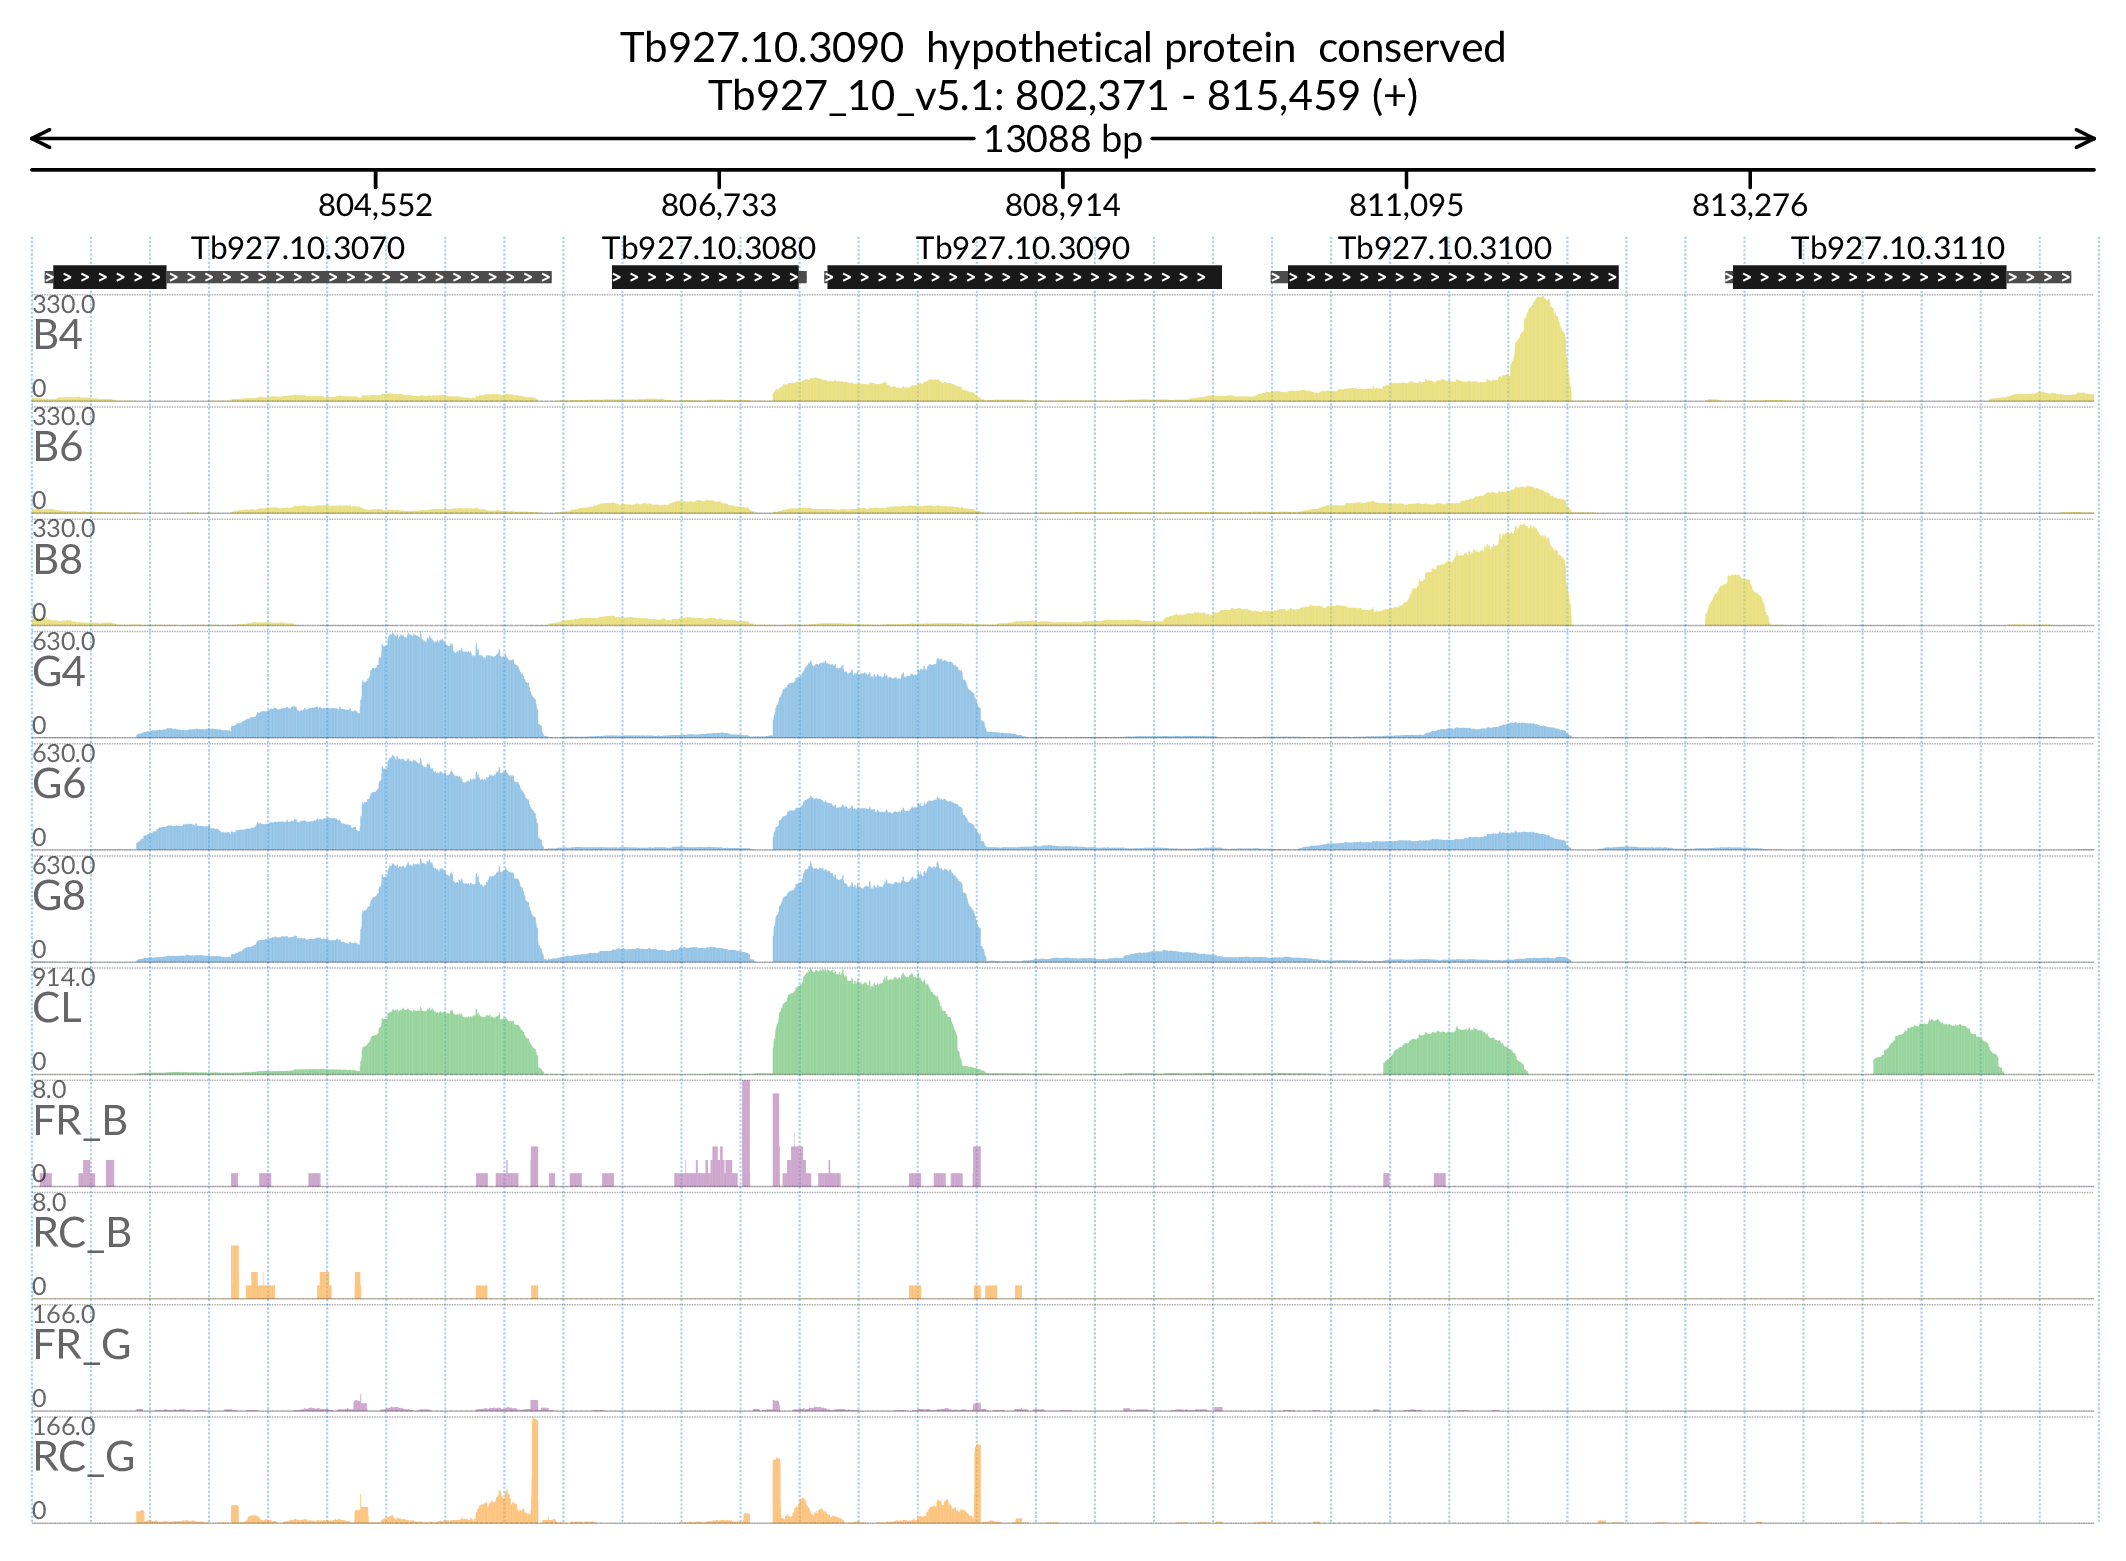 Tb927.10.3090 hypothetical protein conserved
Tb927_10_v5.1: 802,371 - 815,459 (+)
13088 bp
804,552 806,733 808,914 811,095 813,276
Tb927.10.3070 Tb927.10.3080 Tb927.10.3090 Tb927.10.3100 Tb927.10.3110
330.0
B4
0
330.0
B6
0
330.0
B8
0
630.0
G4
0
630.0
G6
0
630.0
G8
0
914.0
CL
0
8.0
FR_B
0
8.0
RC_B
0
166.0
FR_G
0
166.0
RC_G
0